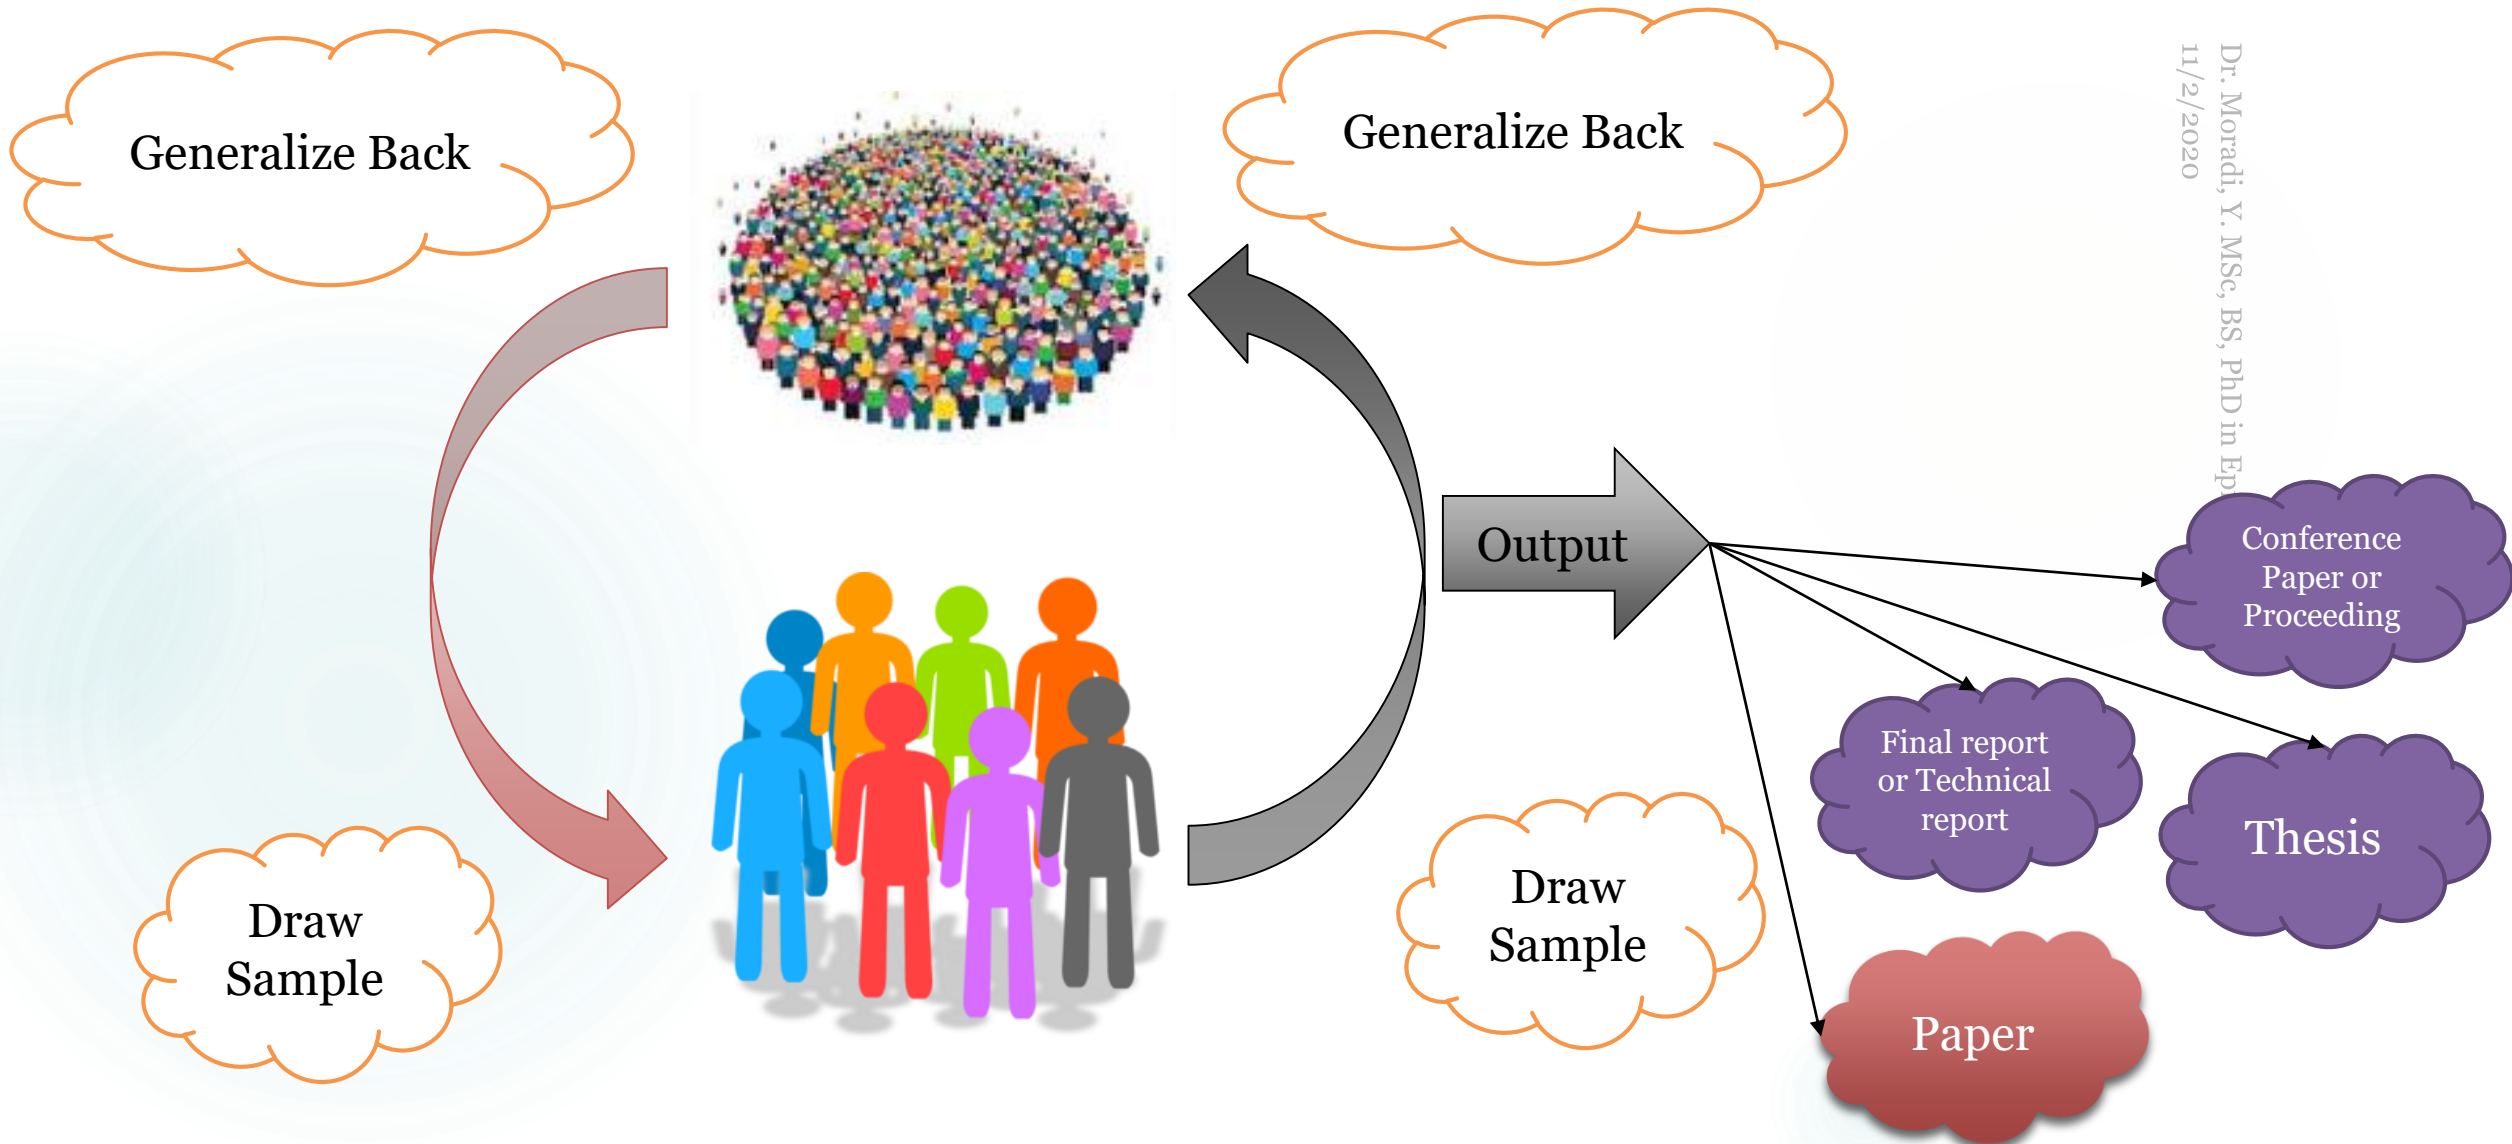 Generalize Back
Generalize Back
Dr. Moradi, Y. MSc, BS, PhD in
11/2/2020
Output
Conference
Paper or
Proceeding
Final report
or Technical
report
Thesis
Draw
Sample
Draw
Sample
Paper